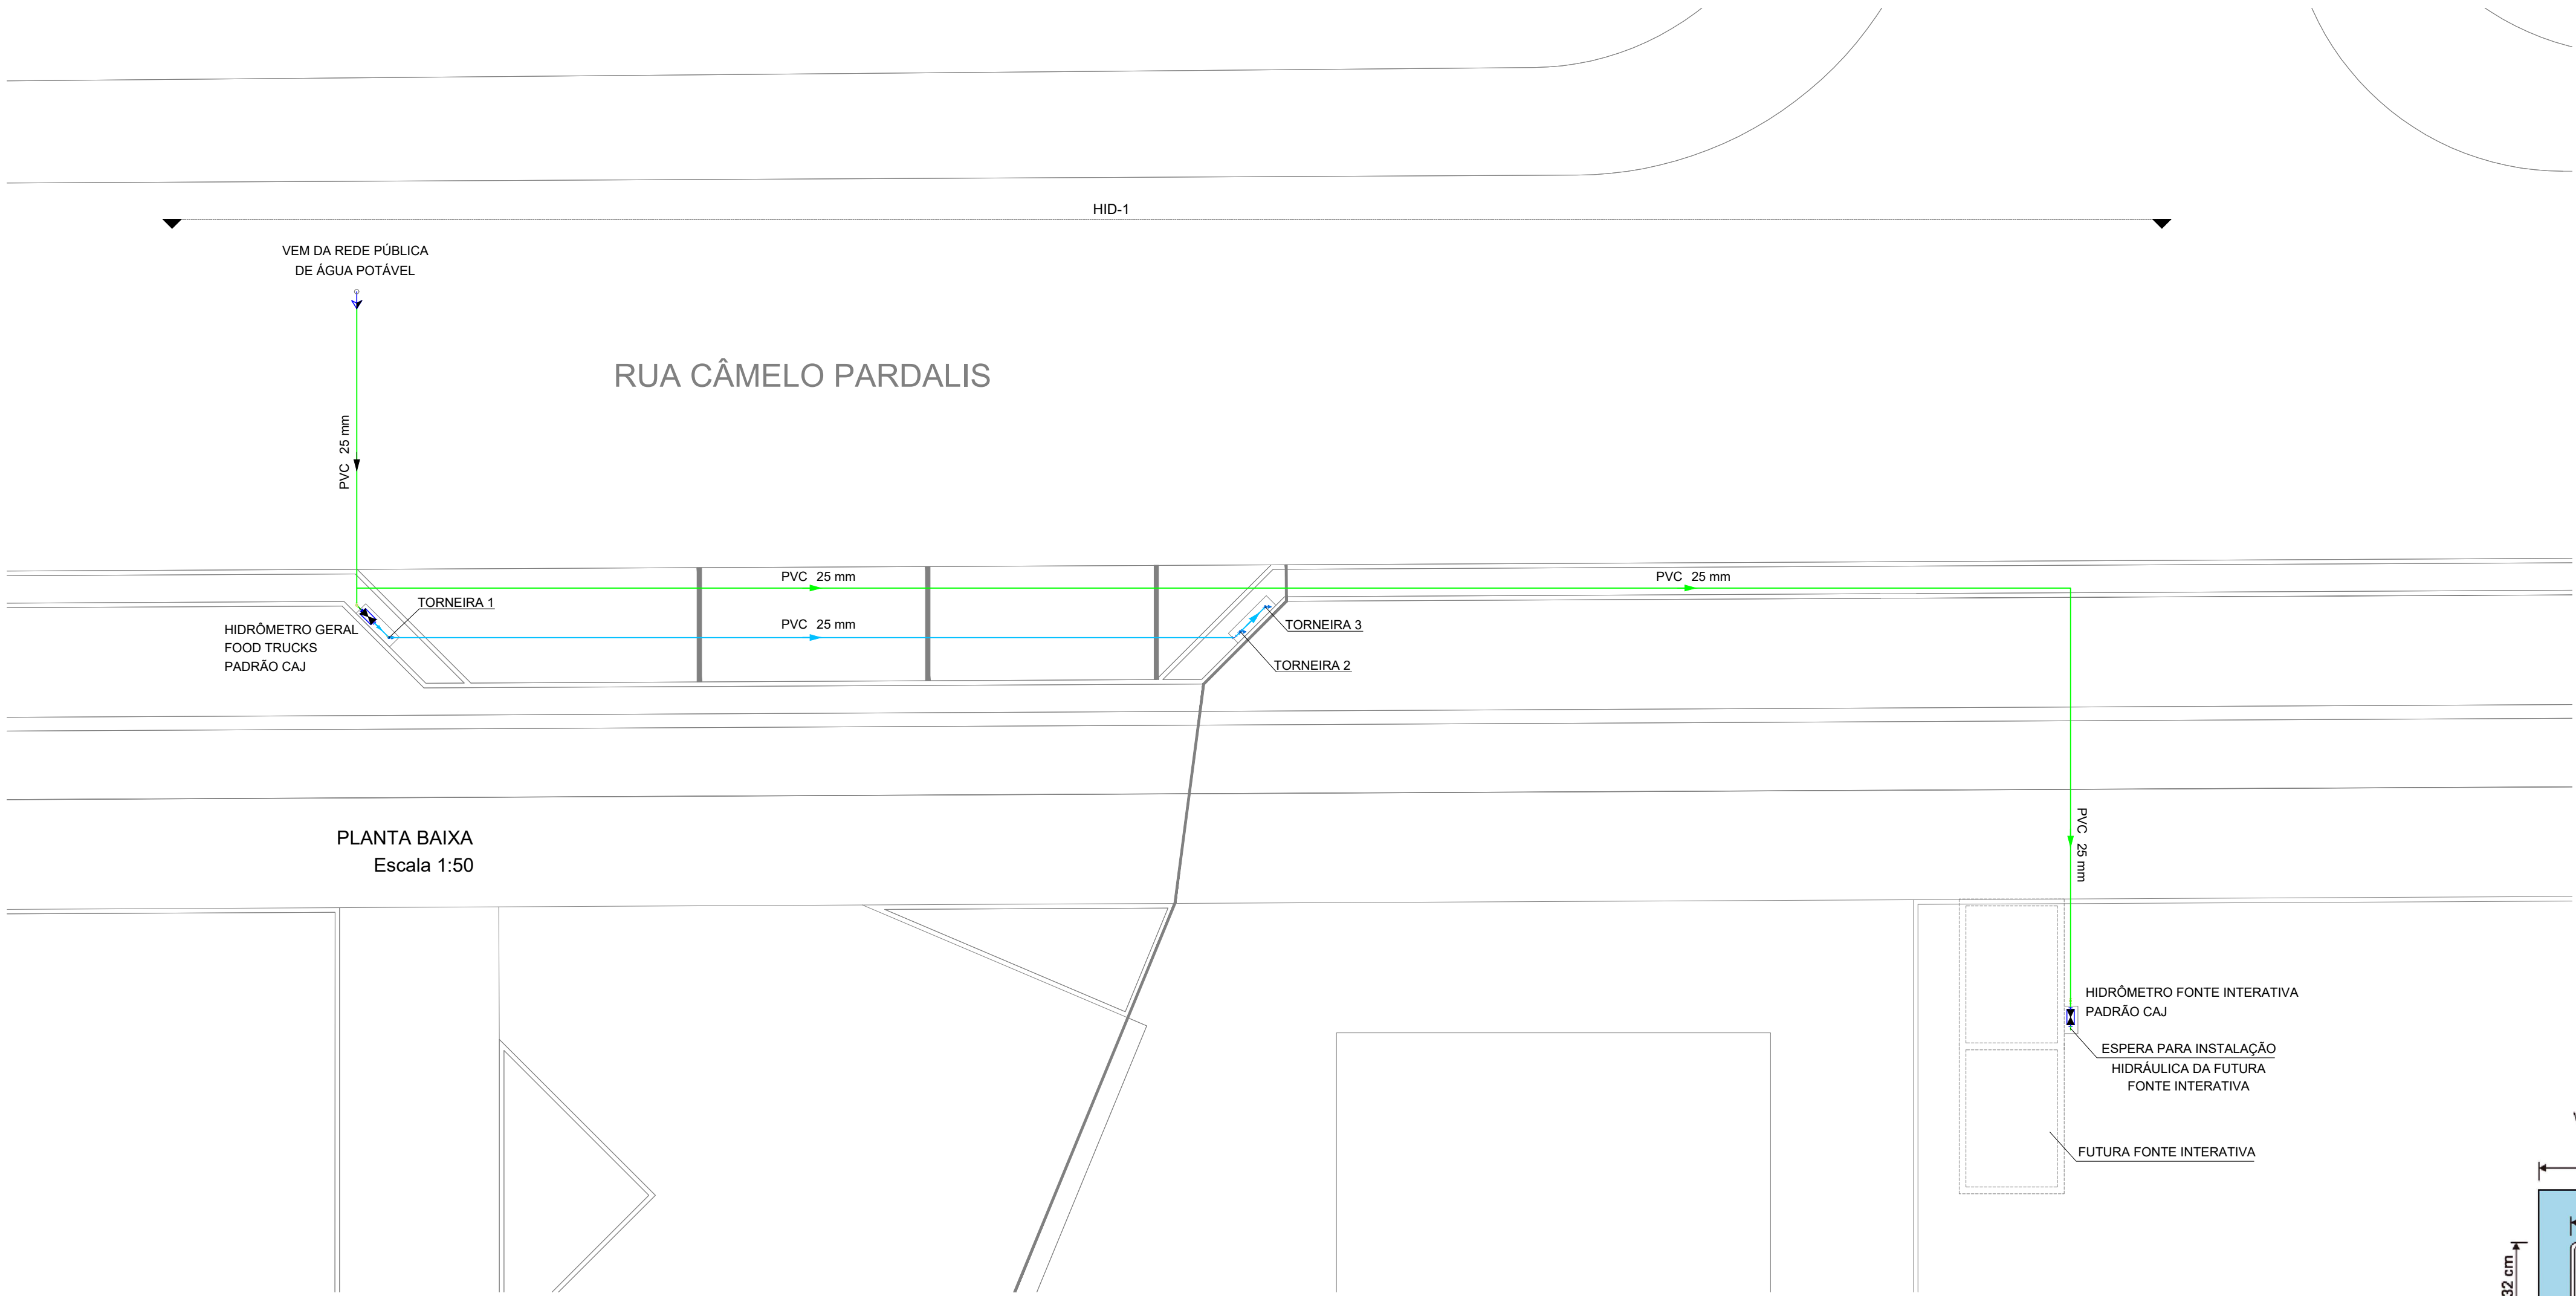 HID-1
VEM DA REDE PÚBLICA
DE ÁGUA POTÁVEL
RUA CÂMELO PARDALIS
PVC 25 mm
PVC 25 mm
PVC 25 mm
TORNEIRA 1
HIDRÔMETRO GERAL
FOOD TRUCKS
PADRÃO CAJ
PVC 25 mm
TORNEIRA 3
TORNEIRA 2
PLANTA BAIXA
Escala 1:50
PVC 25 mm
HIDRÔMETRO FONTE INTERATIVA
PADRÃO CAJ
ESPERA PARA INSTALAÇÃO
HIDRÁULICA DA FUTURA
FONTE INTERATIVA
FUTURA FONTE INTERATIVA
32 cm